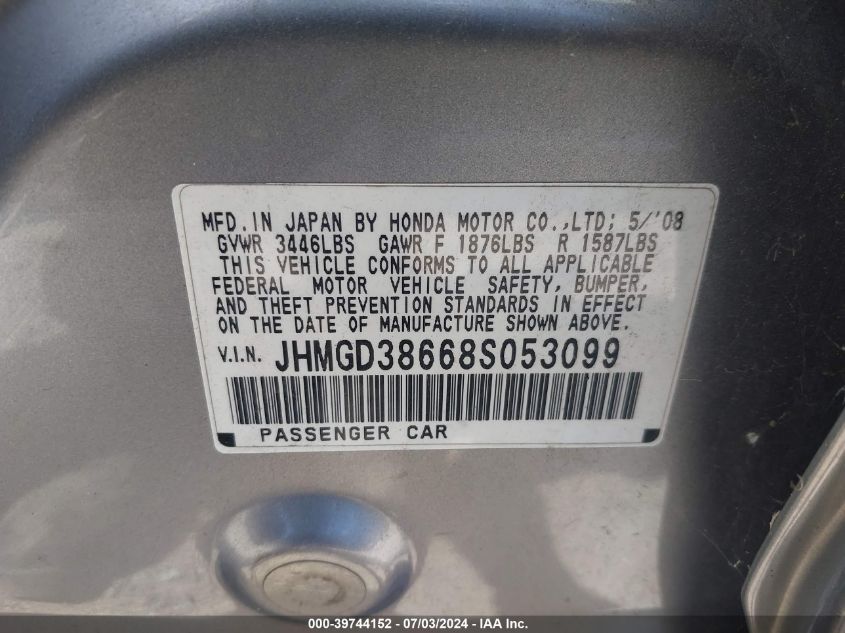 MFD. IN JAPAN BY HONDA MOTOR CO., LTD; 5/'08
GVWR 3446LBS GAWR F 1876LBS R 1587LBS
THIS VEHICLE CONFORMS TO ALL APPLICABLE
FEDERAL MOTOR VEHICLE SAFETY, BUMPER,
AND THEFT PREVENTION STANDARDS IN EFFECT
ON THE DATE OF MANUFACTURE SHOWN ABOVE.
V.I.N. JHMGD38668S053099
PASSENGER CAR
000-39744152 - 07/03/2024 - IAA Inc.